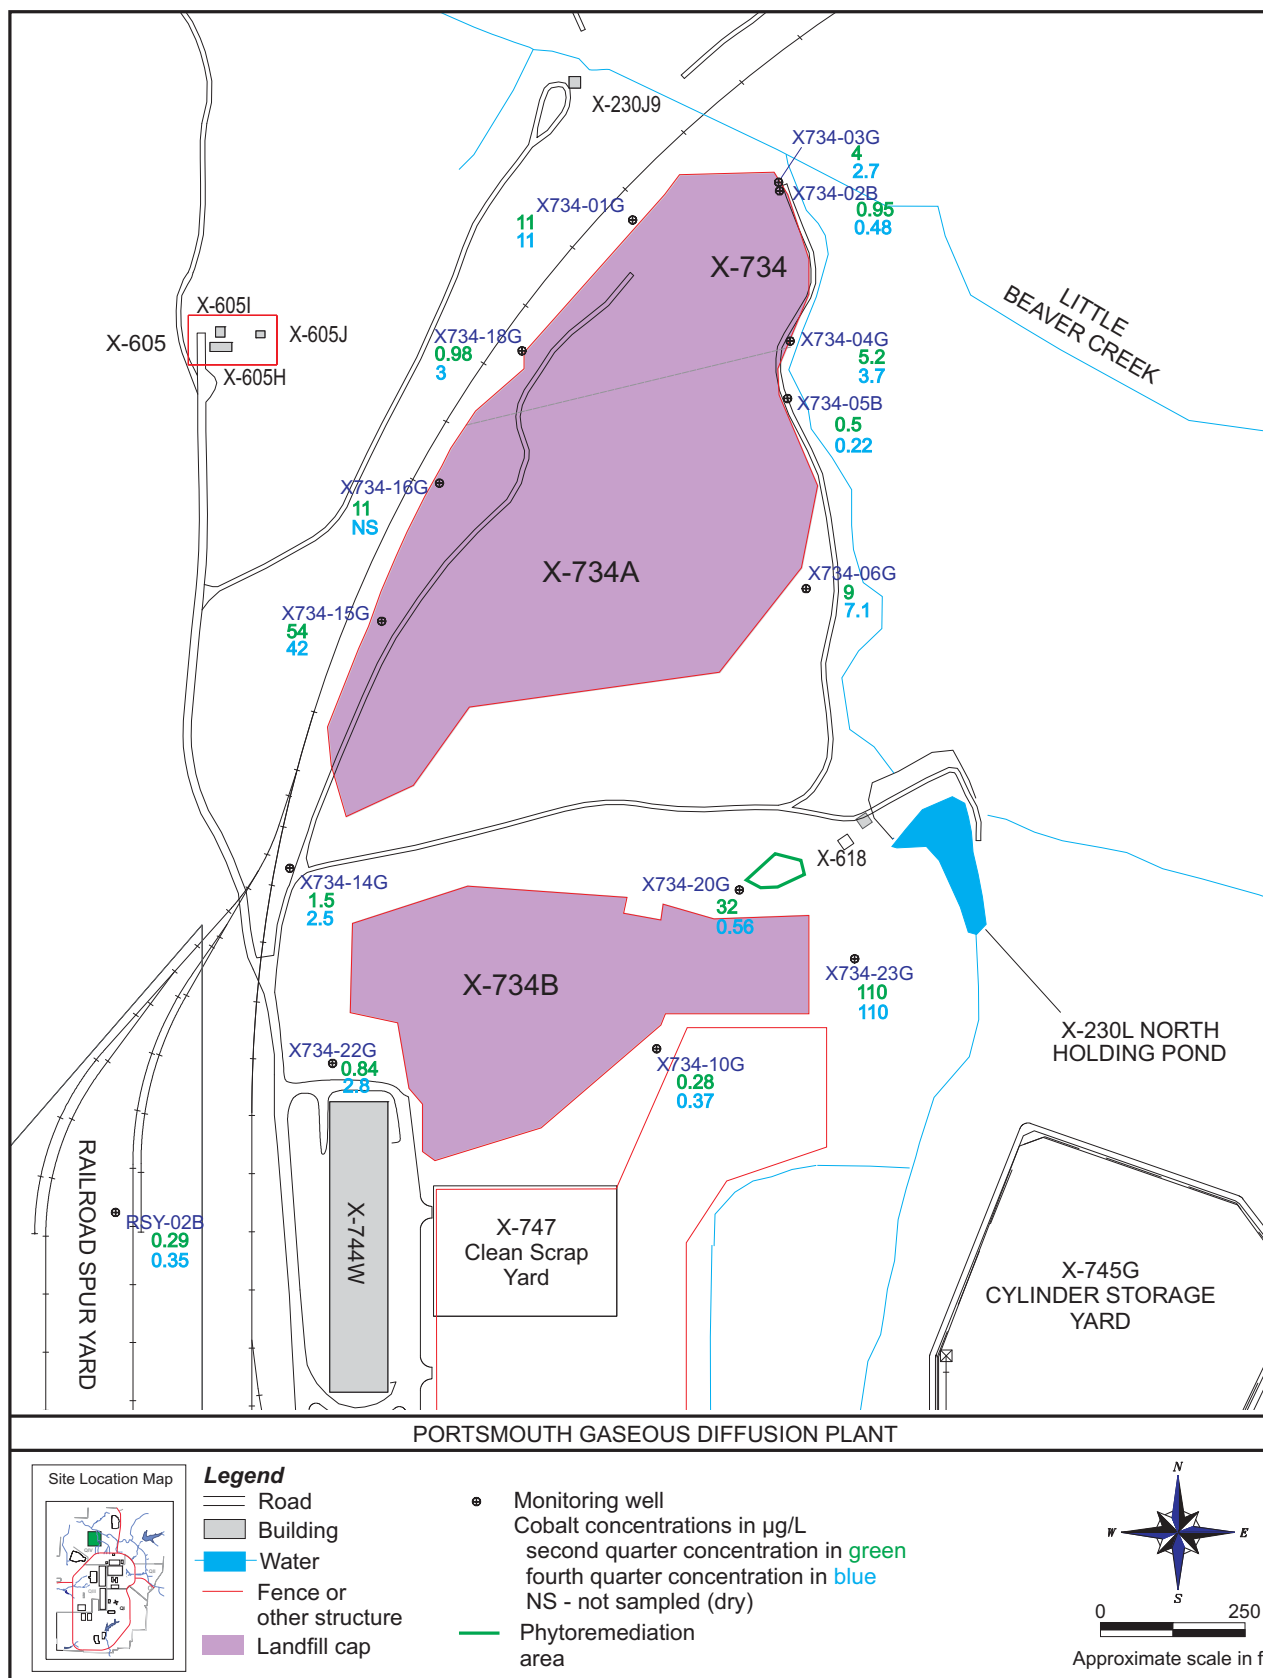 X-230J9
X734-03G
4
2.7
X734-02B
0.95
0.48
X734-01G
11
11
X-734
LITTLE
BEAVER CREEK
X-605I
X-605J
X-605
X-605H
X734-18G
0.98
3
X734-04G
5.2
3.7
X734-05B
0.5
0.22
X734-16G
11
NS
X-734A
X734-06G
9
7.1
X734-15G
54
42
X-618
X734-14G
1.5
2.5
X734-20G
32
0.56
X734-23G
110
110
X-734B
X-230L NORTH
HOLDING POND
X734-22G
0.84
2.8
X734-10G
0.28
0.37
RAILROAD SPUR YARD
RSY-02B
0.29
0.35
X-744W
X-747
Clean Scrap
Yard
X-745G
CYLINDER STORAGE
YARD
PORTSMOUTH GASEOUS DIFFUSION PLANT
Site Location Map
Legend
Road
Building
Water
Fence or
other structure
Landfill cap
Monitoring well
Cobalt concentrations in µg/L
second quarter concentration in green
fourth quarter concentration in blue
NS - not sampled (dry)
Phytoremediation
area
N
W
E
S
0
250
Approximate scale in f